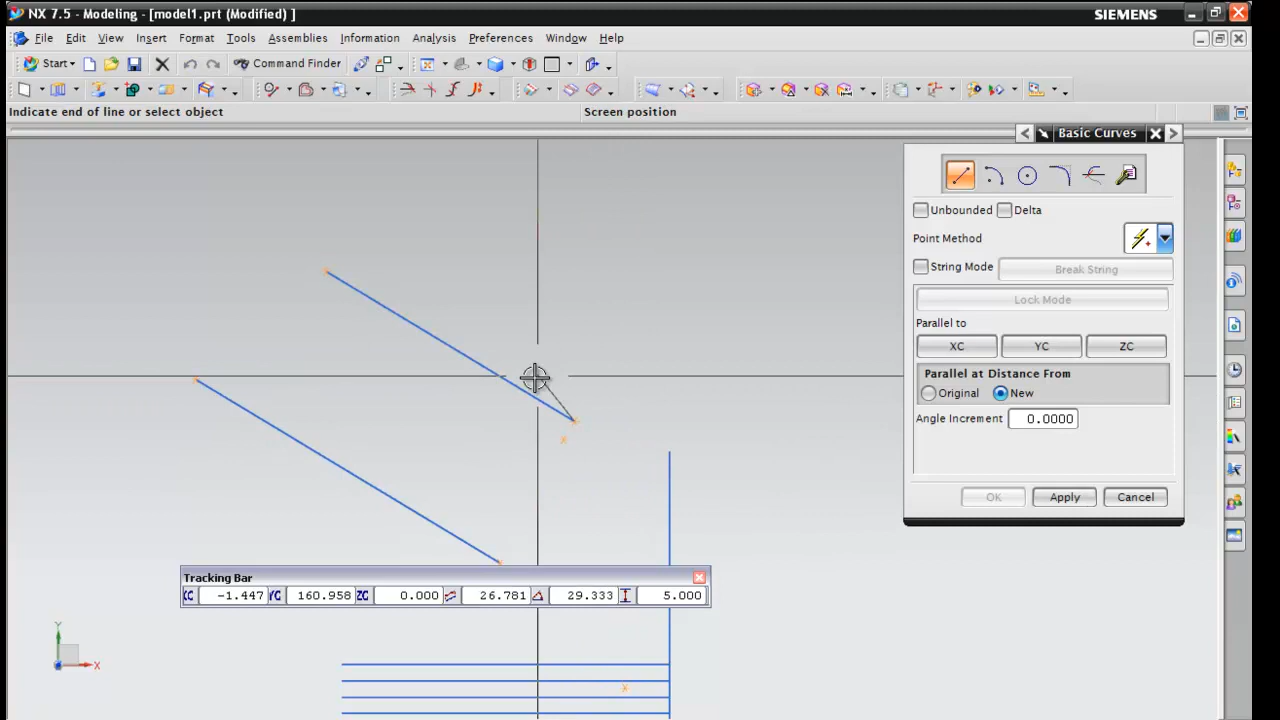 NX 7.5 - Modeling - [model1.prt (Modified) ]
SIEMENS
File Edit View Insert Format Tools Assemblies Information Analysis Preferences Window Help
Start Command Finder
Indicate end of line or select object
Screen position
Basic Curves
Unbounded Delta
Point Method
String Mode Break String
Lock Mode
Parallel to
XC YC ZC
Parallel at Distance From
Original New
Angle Increment 0.0000
OK Apply Cancel
Tracking Bar
-1.447 160.958 ZC 0.000 26.781 29.333 5.000
Y
X